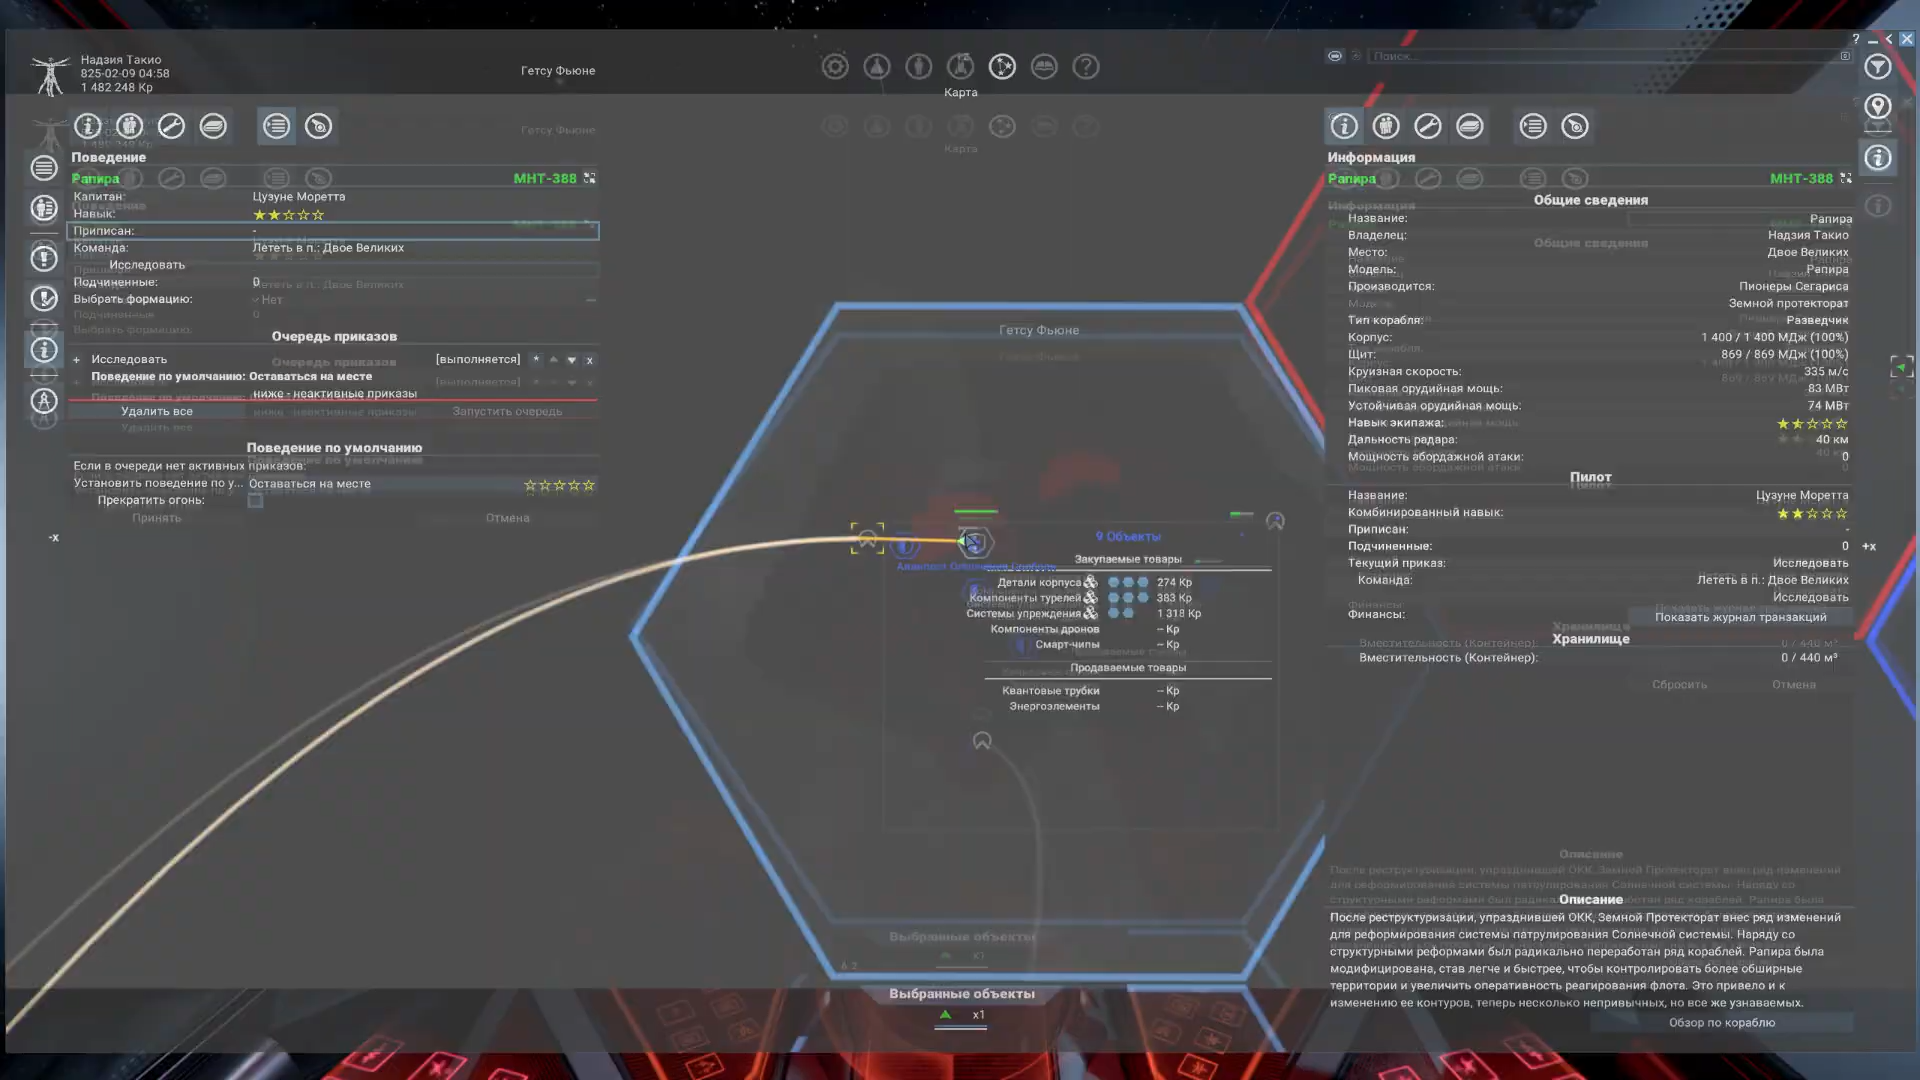 Надзия Такио
825-02-09 04:58
1 482 248 Кр
Гетсу Фьюне
Карта
Поиск...
Поведение
Рапира МНТ-388
Капитан: Цузуне Моретта
Навык:
Приписан: -
Команда: Лететь в п.: Двое Великих
Исследовать
Подчиненные: 0
Выбрать формацию: Нет
Очередь приказов
+ Исследовать [выполняется] x
Поведение по умолчанию: Оставаться на месте
ниже - неактивные приказы
Удалить все Запустить очередь
Поведение по умолчанию
Если в очереди нет активных приказов:
Установить поведение по у... Оставаться на месте
Прекратить огонь:
Принять Отмена
-x
Гетсу Фьюне
9 Объекты
Закупаемые товары
Детали корпуса 274 Кр
Компоненты турелей 383 Кр
Системы упреждения 1 318 Кр
Компоненты дронов -- Кр
Смарт-чипы -- Кр
Продаваемые товары
Квантовые трубки -- Кр
Энергоэлементы -- Кр
Выбранные объекты
Выбранные объекты
x1
Информация
Рапира МНТ-388
Общие сведения
Название: Рапира
Владелец: Надзия Такио
Место: Двое Великих
Модель: Рапира
Производится: Пионеры Сегариса
Земной протекторат
Тип корабля: Разведчик
Корпус: 1 400 / 1 400 МДж (100%)
Щит: 869 / 869 МДж (100%)
Круизная скорость: 335 м/с
Пиковая орудийная мощь: 83 МВт
Устойчивая орудийная мощь: 74 МВт
Навык экипажа:
Дальность радара: 40 км
Мощность абордажной атаки: 0
Пилот
Название: Цузуне Моретта
Комбинированный навык:
Приписан: -
Подчиненные: 0
+x
Текущий приказ: Исследовать
Команда: Лететь в п.: Двое Великих
Исследовать
Финансы: Показать журнал транзакций
Хранилище
Вместительность (Контейнер): 0 / 440 м³
Сбросить Отмена
Описание
Описание
После реструктуризации, упразднившей ОКК, Земной Протекторат внес ряд изменений
для реформирования системы патрулирования Солнечной системы. Наряду со
структурными реформами был радикально переработан ряд кораблей. Рапира была
модифицирована, став легче и быстрее, чтобы контролировать более обширные
территории и увеличить оперативность реагирования флота. Это привело и к
изменению ее контуров, теперь несколько непривычных, но все же узнаваемых.
Обзор по кораблю